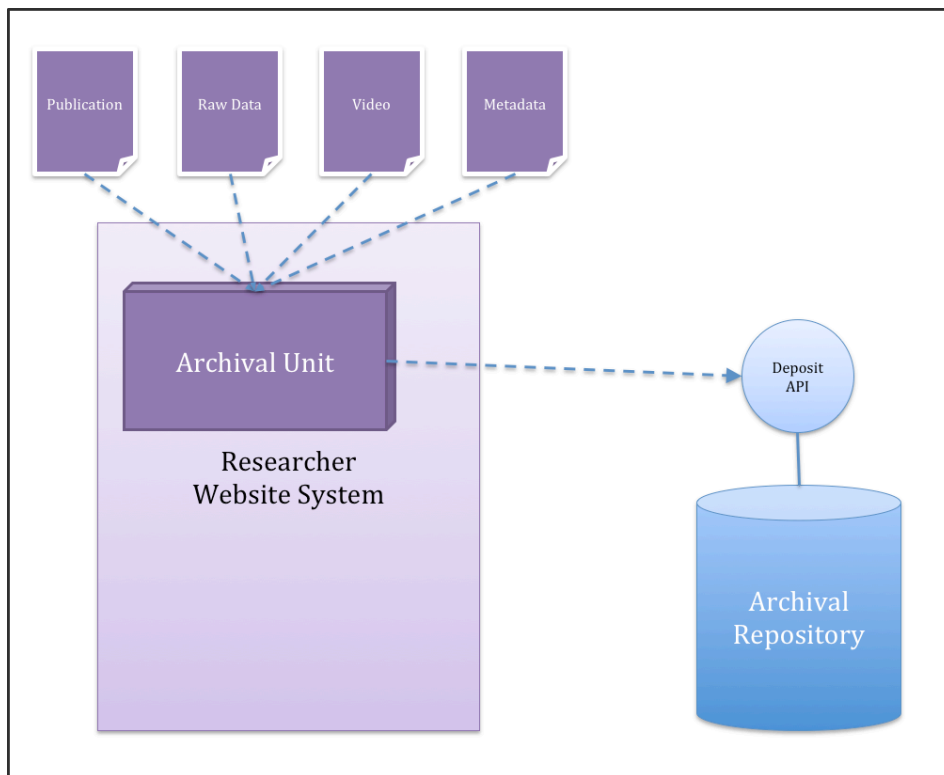 Publication
Raw Data
Video
Metadata
Archival Unit
Researcher
Website System
Deposit
API
Archival
Repository